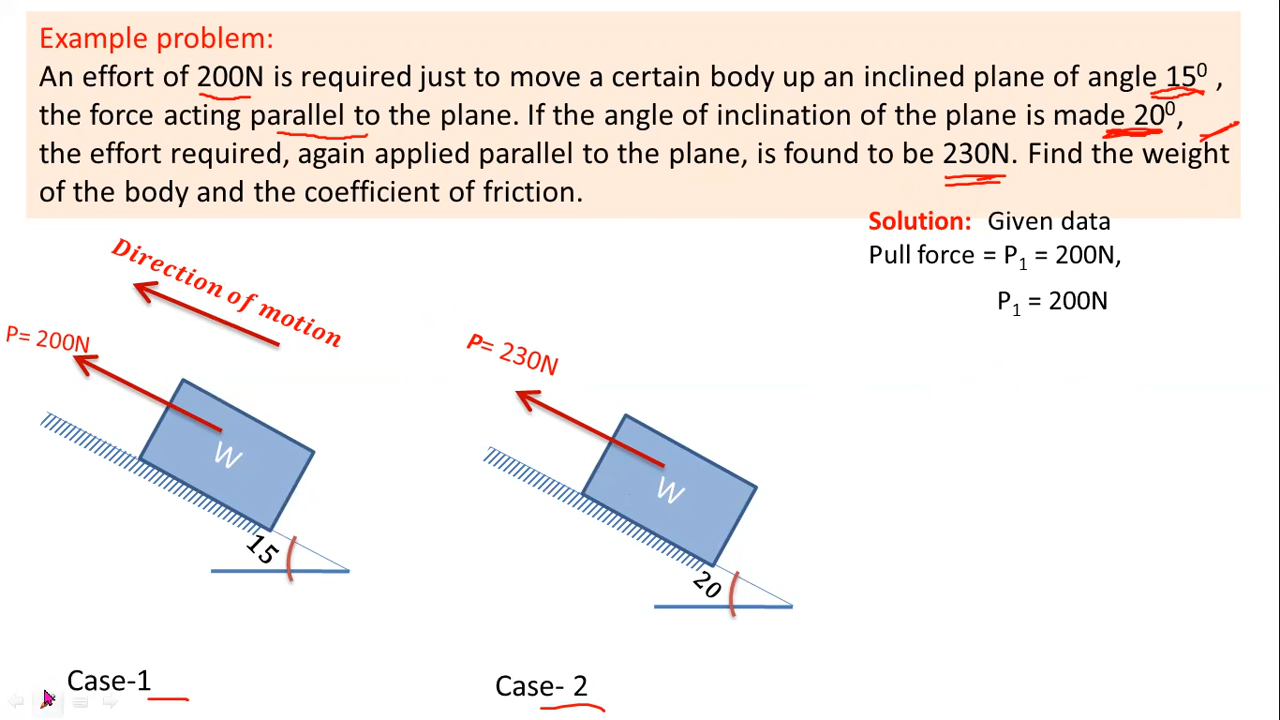 Example problem:
An effort of 200N is required just to move a certain body up an inclined plane of angle 15⁰ ,
the force acting parallel to the plane. If the angle of inclination of the plane is made 20⁰,
the effort required, again applied parallel to the plane, is found to be 230N. Find the weight
of the body and the coefficient of friction.
Solution: Given data
Pull force = P₁ = 200N,
P₁ = 200N
Direction of motion
P= 200N
W
15
P= 230N
W
20
Case-1
Case- 2